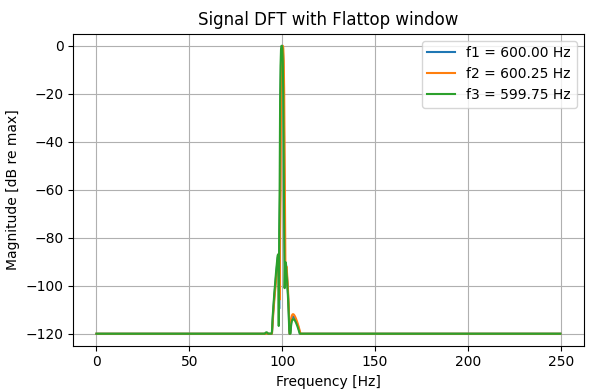 Signal DFT with Flattop window
f1 = 600.00 Hz
f2 = 600.25 Hz
f3 = 599.75 Hz
Magnitude [dB re max]
0
−20
−40
−60
−80
−100
−120
0 50 100 150 200 250
Frequency [Hz]